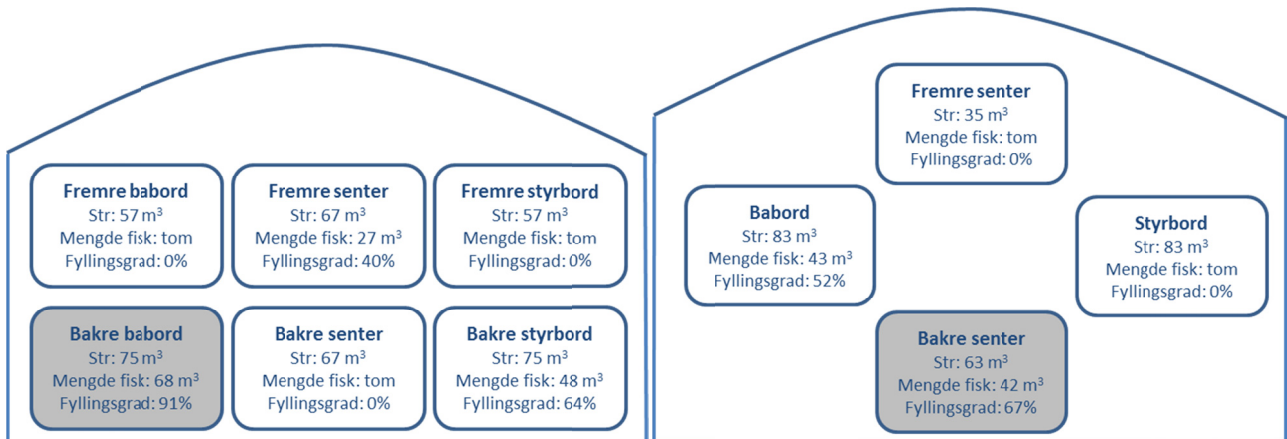 Fremre babord
Str: 57 m³
Mengde fisk: tom
Fyllingsgrad: 0%
Fremre senter
Str: 67 m³
Mengde fisk: 27 m³
Fyllingsgrad: 40%
Fremre styrbord
Str: 57 m³
Mengde fisk: tom
Fyllingsgrad: 0%
Bakre babord
Str: 75 m³
Mengde fisk: 68 m³
Fyllingsgrad: 91%
Bakre senter
Str: 67 m³
Mengde fisk: tom
Fyllingsgrad: 0%
Bakre styrbord
Str: 75 m³
Mengde fisk: 48 m³
Fyllingsgrad: 64%
Fremre senter
Str: 35 m³
Mengde fisk: tom
Fyllingsgrad: 0%
Babord
Str: 83 m³
Mengde fisk: 43 m³
Fyllingsgrad: 52%
Styrbord
Str: 83 m³
Mengde fisk: tom
Fyllingsgrad: 0%
Bakre senter
Str: 63 m³
Mengde fisk: 42 m³
Fyllingsgrad: 67%